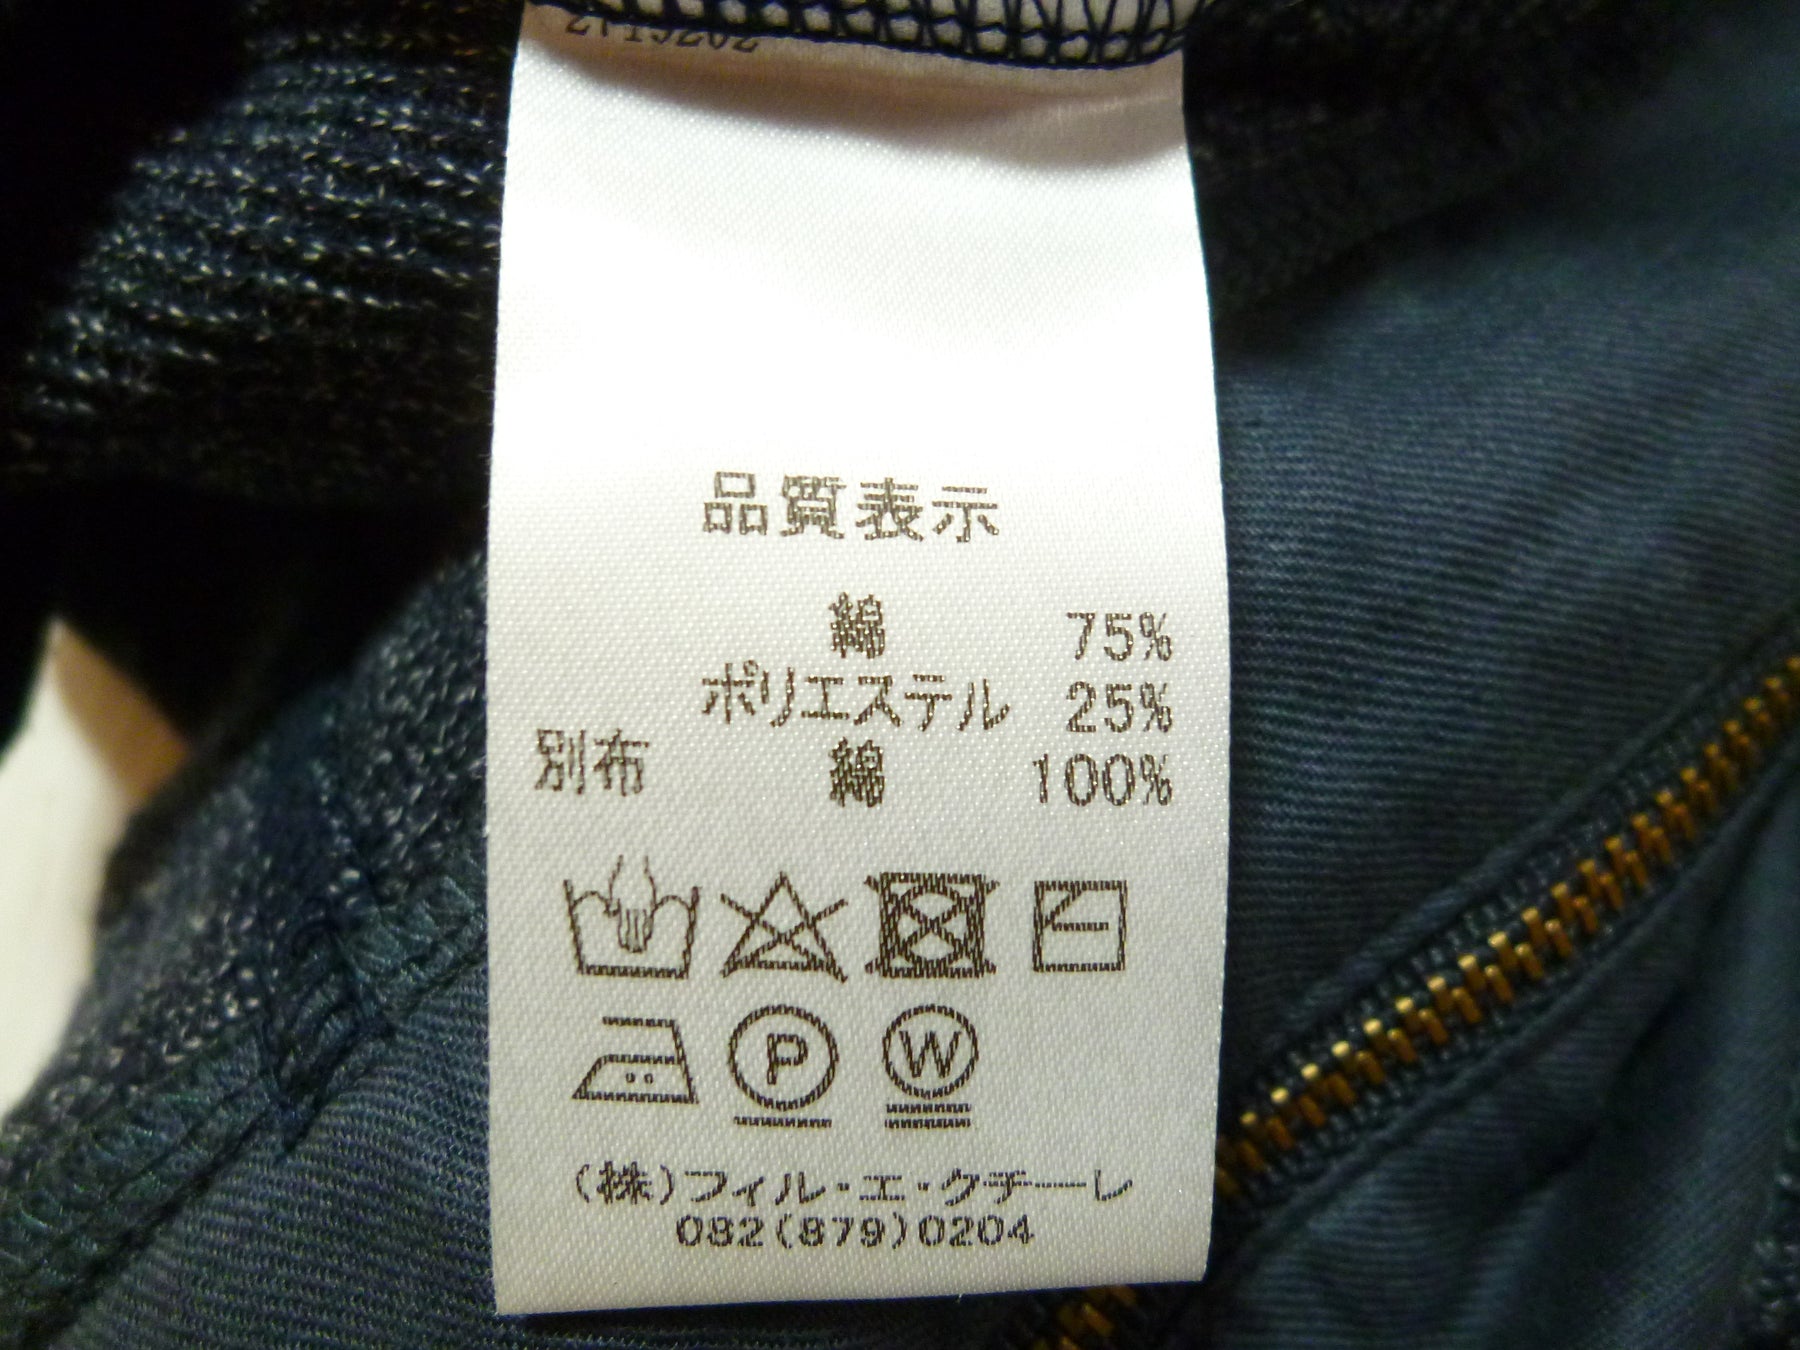 品質表示
綿 75%
ポリエステル 25%
別布 綿 100%
P W
(株)フィル・エ・クチーレ
082(879)0204